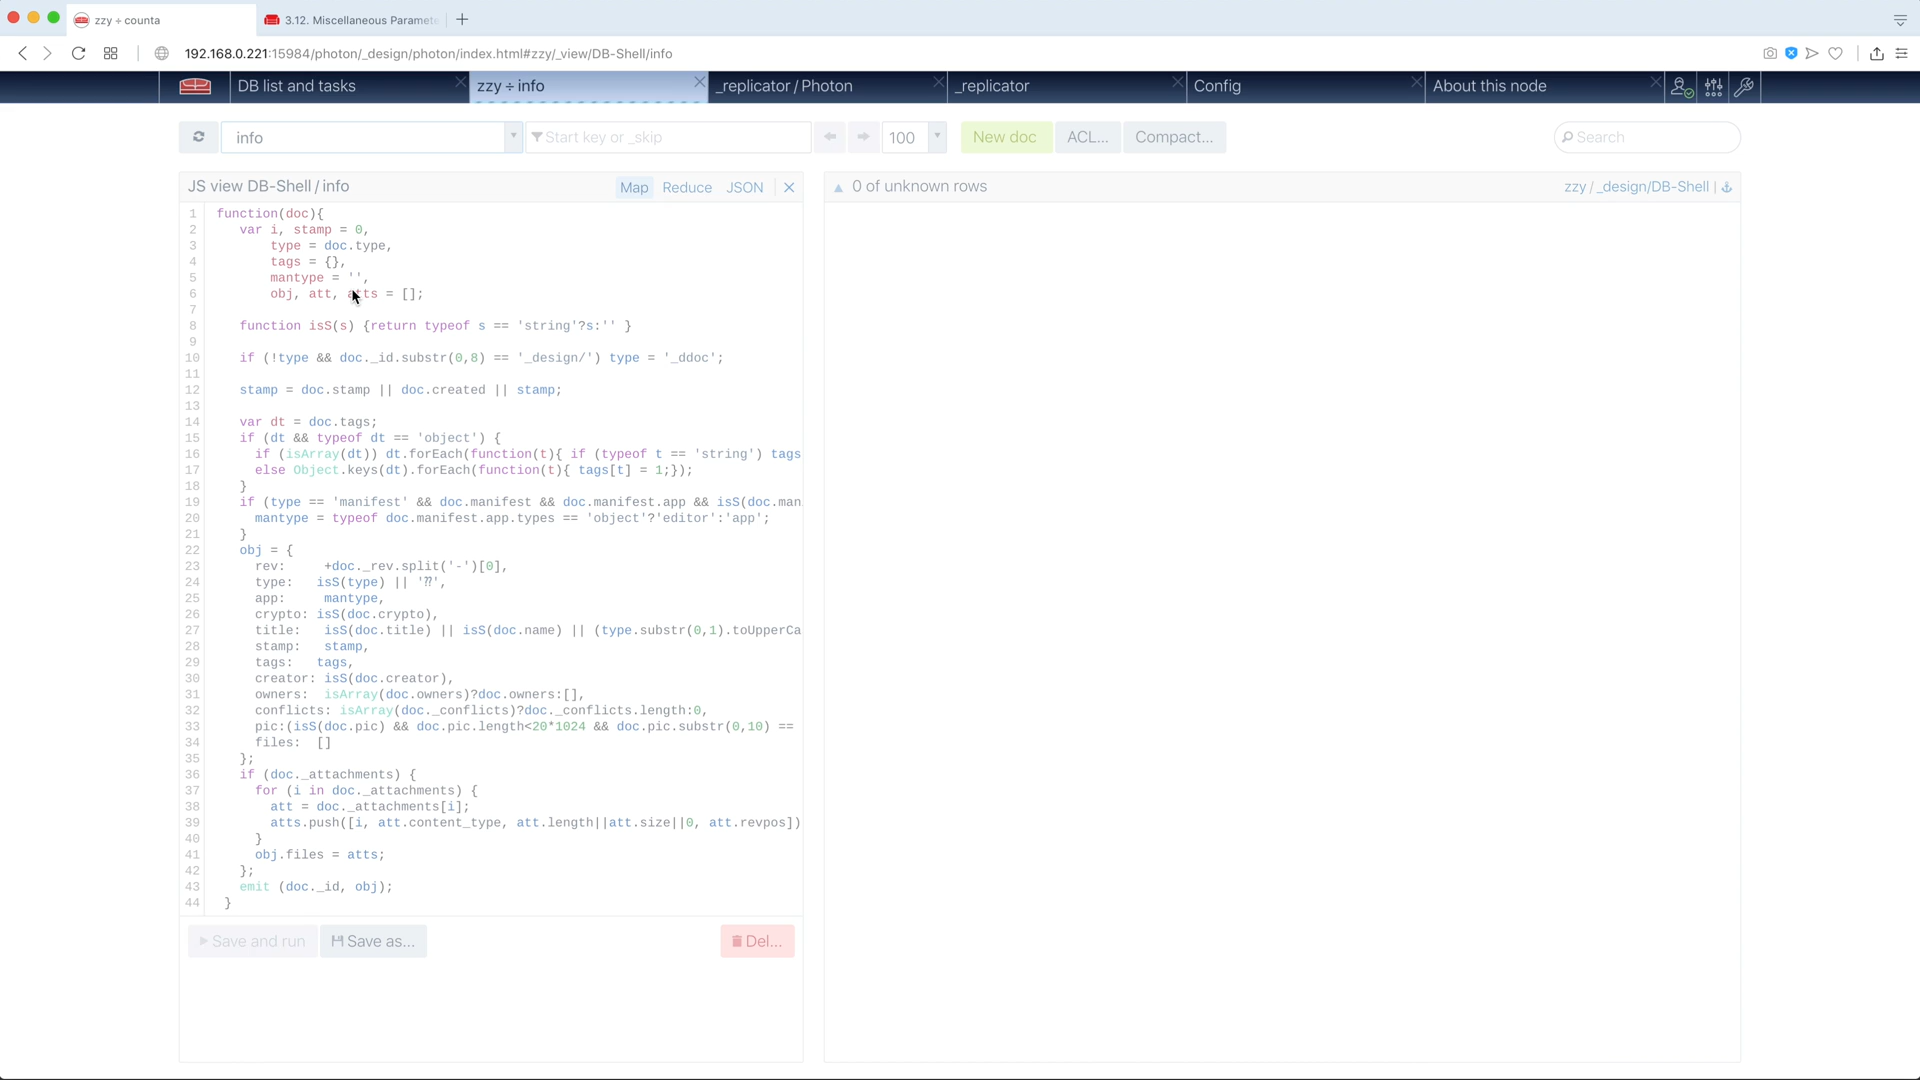 zzy ÷ counta
3.12. Miscellaneous Paramete
192.168.0.221:15984/photon/_design/photon/index.html#zzy/_view/DB-Shell/info
DB list and tasks
zzy ÷ info
_replicator / Photon
_replicator
Config
About this node
info
Start key or _skip
100
New doc
ACL...
Compact...
Search
JS view DB-Shell / info
Map
Reduce
JSON
0 of unknown rows
zzy / _design/DB-Shell |
1 function(doc){
2 var i, stamp = 0,
3 type = doc.type,
4 tags = {},
5 mantype = '',
6 obj, att, atts = [];
7
8 function isS(s) {return typeof s == 'string'?s:'' }
9
10 if (!type && doc._id.substr(0,8) == '_design/') type = '_ddoc';
11
12 stamp = doc.stamp || doc.created || stamp;
13
14 var dt = doc.tags;
15 if (dt && typeof dt == 'object') {
16 if (isArray(dt)) dt.forEach(function(t){ if (typeof t == 'string') tags
17 else Object.keys(dt).forEach(function(t){ tags[t] = 1;});
18 }
19 if (type == 'manifest' && doc.manifest && doc.manifest.app && isS(doc.man
20 mantype = typeof doc.manifest.app.types == 'object'?'editor':'app';
21 }
22 obj = {
23 rev: +doc._rev.split('-')[0],
24 type: isS(type) || '⁇',
25 app: mantype,
26 crypto: isS(doc.crypto),
27 title: isS(doc.title) || isS(doc.name) || (type.substr(0,1).toUpperCa
28 stamp: stamp,
29 tags: tags,
30 creator: isS(doc.creator),
31 owners: isArray(doc.owners)?doc.owners:[],
32 conflicts: isArray(doc._conflicts)?doc._conflicts.length:0,
33 pic:(isS(doc.pic) && doc.pic.length<20*1024 && doc.pic.substr(0,10) ==
34 files: []
35 };
36 if (doc._attachments) {
37 for (i in doc._attachments) {
38 att = doc._attachments[i];
39 atts.push([i, att.content_type, att.length||att.size||0, att.revpos])
40 }
41 obj.files = atts;
42 };
43 emit (doc._id, obj);
44 }
Save and run
Save as...
Del...